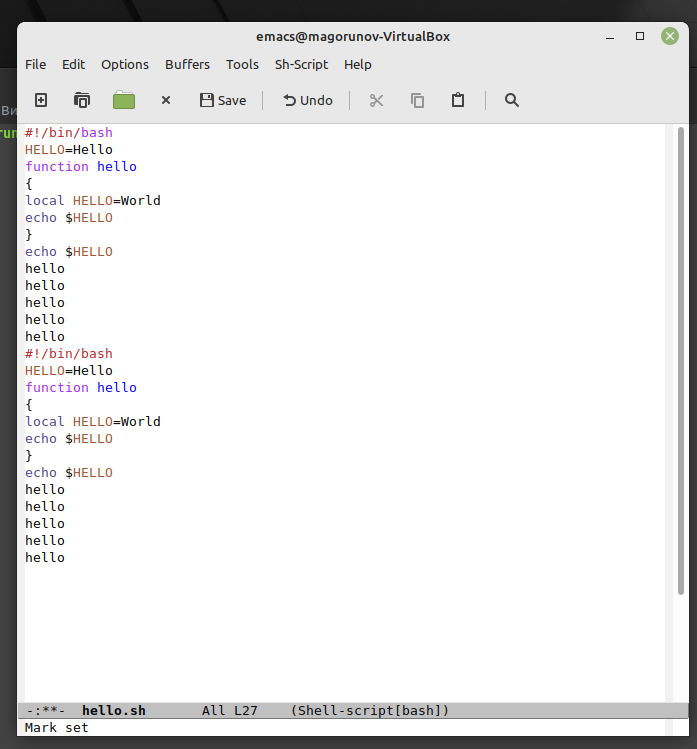 emacs@magorunov-VirtualBox
File Edit Options Buffers Tools Sh-Script Help
Save Undo
Ви
run
#!/bin/bash
HELLO=Hello
function hello
{
local HELLO=World
echo $HELLO
}
echo $HELLO
hello
hello
hello
hello
hello
#!/bin/bash
HELLO=Hello
function hello
{
local HELLO=World
echo $HELLO
}
echo $HELLO
hello
hello
hello
hello
hello
-:**- hello.sh All L27 (Shell-script[bash])
Mark set